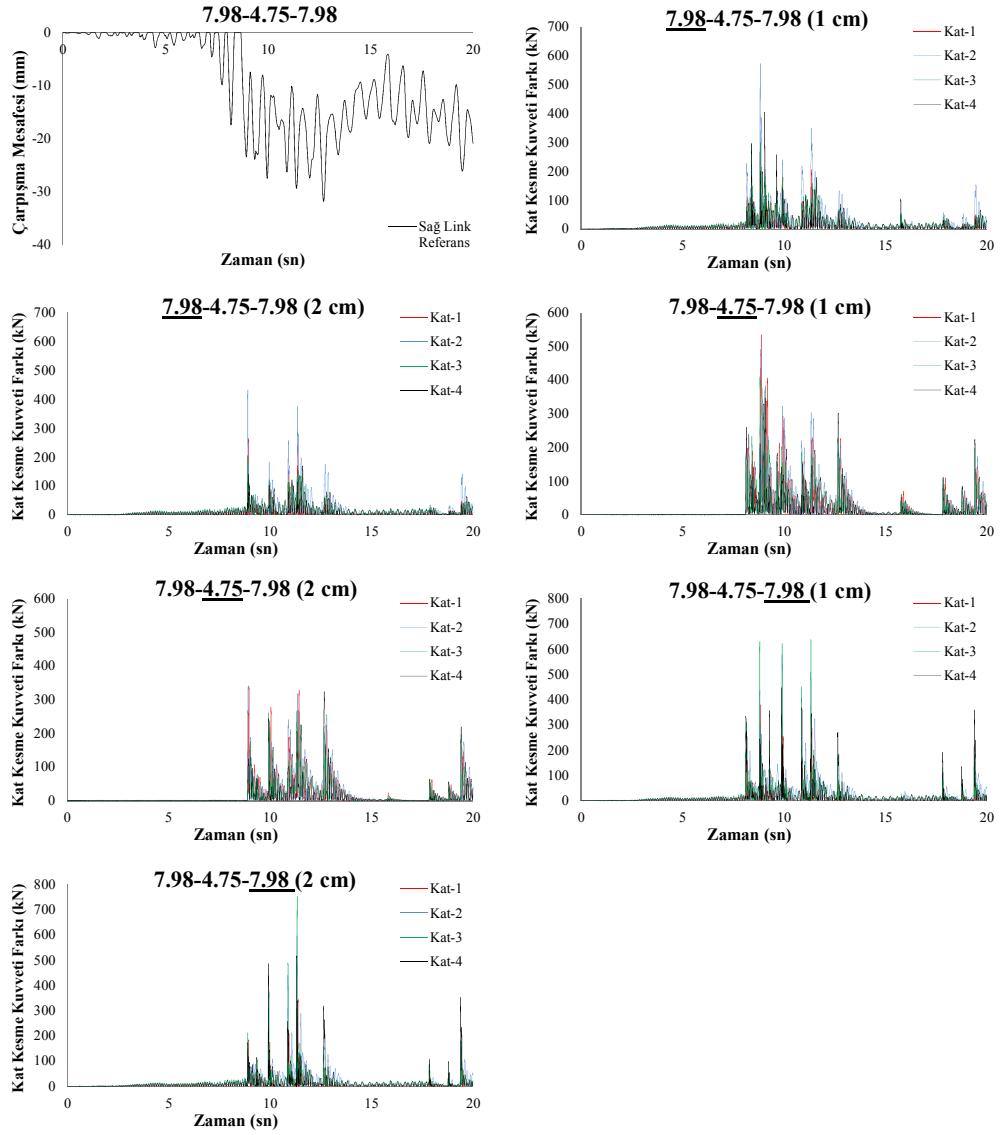 7.98-4.75-7.98
Çarpışma Mesafesi (mm)
0
-10
-20
-30
-40
0
5
10
15
20
Sağ Link
Referans
Zaman (sn)
7.98-4.75-7.98 (1 cm)
Kat Kesme Kuvveti Farkı (kN)
700
600
500
400
300
200
100
0
0
5
10
15
20
Kat-1
Kat-2
Kat-3
Kat-4
Zaman (sn)
7.98-4.75-7.98 (2 cm)
Kat Kesme Kuvveti Farkı (kN)
700
600
500
400
300
200
100
0
0
5
10
15
20
Kat-1
Kat-2
Kat-3
Kat-4
Zaman (sn)
7.98-4.75-7.98 (1 cm)
Kat Kesme Kuvveti Farkı (kN)
600
500
400
300
200
100
0
0
5
10
15
20
Kat-1
Kat-2
Kat-3
Kat-4
Zaman (sn)
7.98-4.75-7.98 (2 cm)
Kat Kesme Kuvveti Farkı (kN)
600
500
400
300
200
100
0
0
5
10
15
20
Kat-1
Kat-2
Kat-3
Kat-4
Zaman (sn)
7.98-4.75-7.98 (1 cm)
Kat Kesme Kuvveti Farkı (kN)
800
700
600
500
400
300
200
100
0
0
5
10
15
20
Kat-1
Kat-2
Kat-3
Kat-4
Zaman (sn)
7.98-4.75-7.98 (2 cm)
Kat Kesme Kuvveti Farkı (kN)
800
700
600
500
400
300
200
100
0
0
5
10
15
20
Kat-1
Kat-2
Kat-3
Kat-4
Zaman (sn)